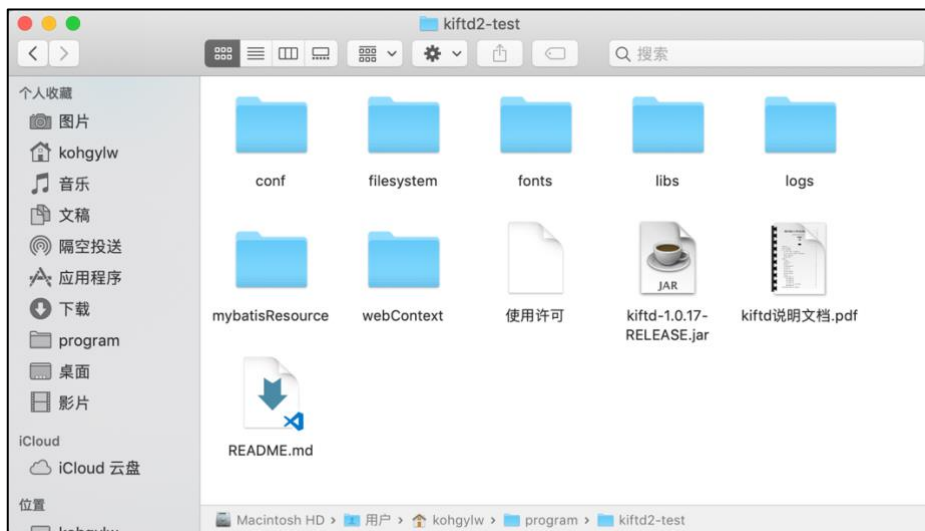 kiftd2-test
搜索
个人收藏
图片
kohgylw
音乐
文稿
隔空投送
应用程序
下载
program
桌面
影片
iCloud
iCloud 云盘
位置
conf
filesystem
fonts
libs
logs
mybatisResource
webContext
使用许可
JAR
kiftd-1.0.17-
RELEASE.jar
kiftd说明文档.pdf
README.md
Macintosh HD › 用户 › kohgylw › program › kiftd2-test